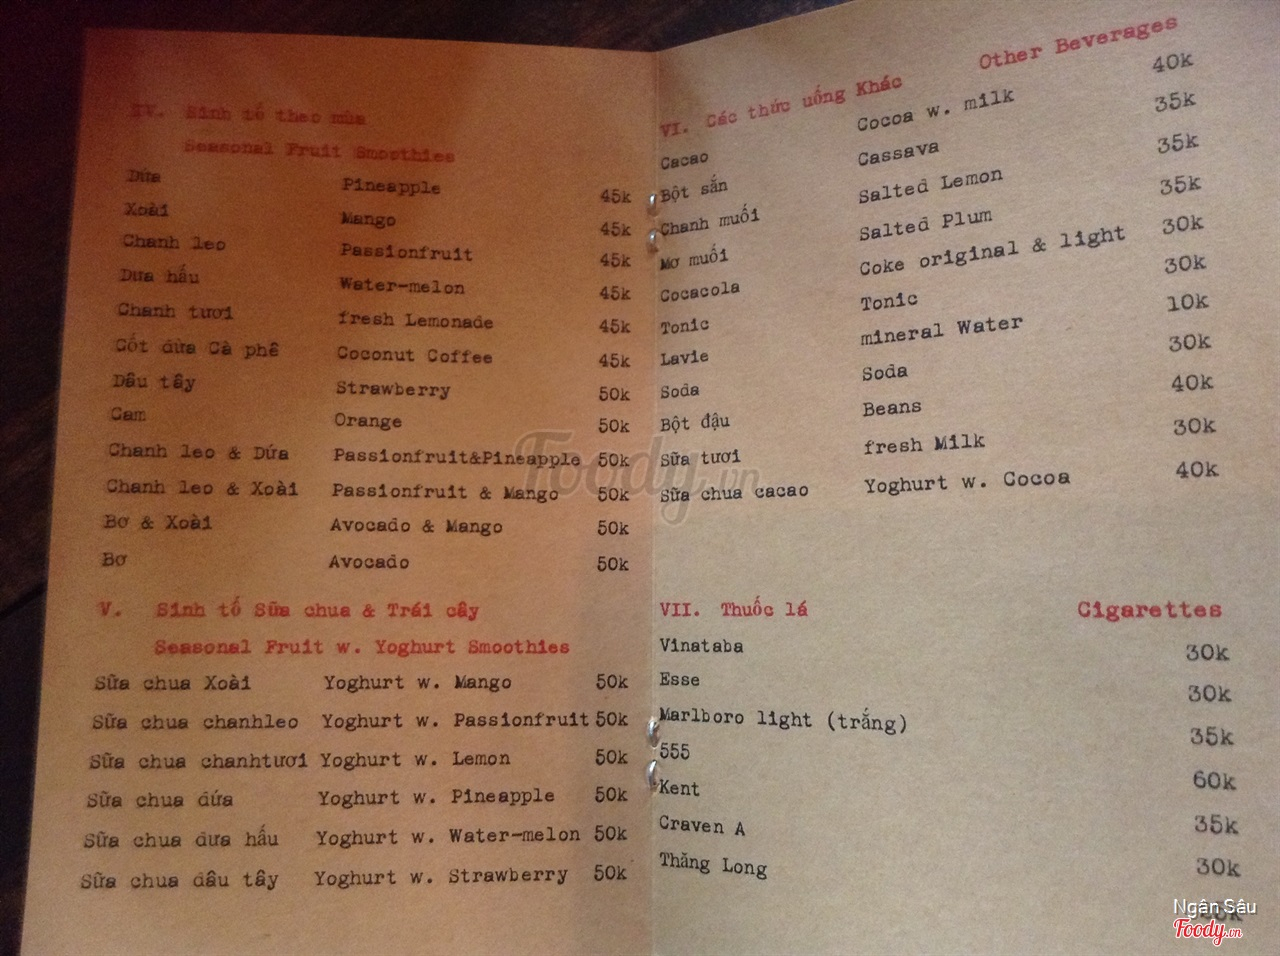 IV. Sinh tố theo mùa
Seasonal Fruit Smoothies
Dứa Pineapple 45k
Xoài Mango 45k
Chanh leo Passionfruit 45k
Dưa hấu Water-melon 45k
Chanh tươi fresh Lemonade 45k
Cốt dừa Cà phê Coconut Coffee 45k
Dâu tây Strawberry 50k
Cam Orange 50k
Chanh leo & Dứa Passionfruit&Pineapple 50k
Chanh leo & Xoài Passionfruit & Mango 50k
Bơ & Xoài Avocado & Mango 50k
Bơ Avocado 50k
V. Sinh tố Sữa chua & Trái cây
Seasonal Fruit w. Yoghurt Smoothies
Sữa chua Xoài Yoghurt w. Mango 50k
Sữa chua chanhleo Yoghurt w. Passionfruit 50k
Sữa chua chanhtươi Yoghurt w. Lemon 50k
Sữa chua dứa Yoghurt w. Pineapple 50k
Sữa chua dưa hấu Yoghurt w. Water-melon 50k
Sữa chua dâu tây Yoghurt w. Strawberry 50k
VI. Các thức uống Khác Other Beverages
Cacao Cocoa w. milk 40k
Bột sắn Cassava 35k
Chanh muối Salted Lemon 35k
Mơ muối Salted Plum 35k
Cocacola Coke original & light 30k
Tonic Tonic 30k
Lavie mineral Water 10k
Soda Soda 30k
Bột đậu Beans 40k
Sữa tươi fresh Milk 30k
Sữa chua cacao Yoghurt w. Cocoa 40k
VII. Thuốc lá Cigarettes
Vinataba 30k
Esse 30k
Marlboro light (trắng) 35k
555 60k
Kent 35k
Craven A 30k
Thăng Long
Foody.vn
Ngân Sâu
Foody.vn